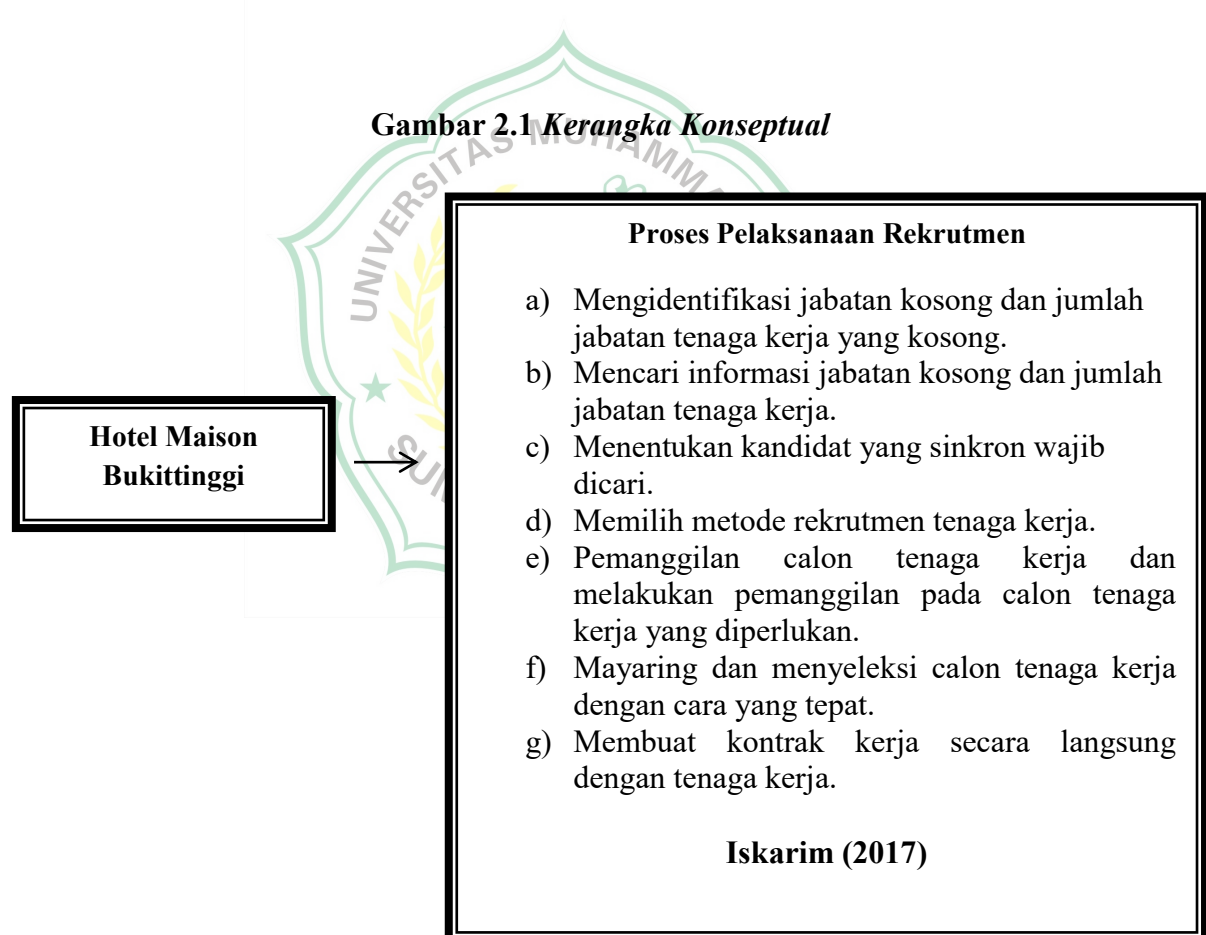 Gambar 2.1 Kerangka Konseptual
UNIVERSITAS MUHAMMA
Proses Pelaksanaan Rekrutmen
a) Mengidentifikasi jabatan kosong dan jumlah
jabatan tenaga kerja yang kosong.
b) Mencari informasi jabatan kosong dan jumlah
jabatan tenaga kerja.
c) Menentukan kandidat yang sinkron wajib
dicari.
d) Memilih metode rekrutmen tenaga kerja.
e) Pemanggilan calon tenaga kerja dan
melakukan pemanggilan pada calon tenaga
kerja yang diperlukan.
f) Mayaring dan menyeleksi calon tenaga kerja
dengan cara yang tepat.
g) Membuat kontrak kerja secara langsung
dengan tenaga kerja.
Iskarim (2017)
Hotel Maison
Bukittinggi